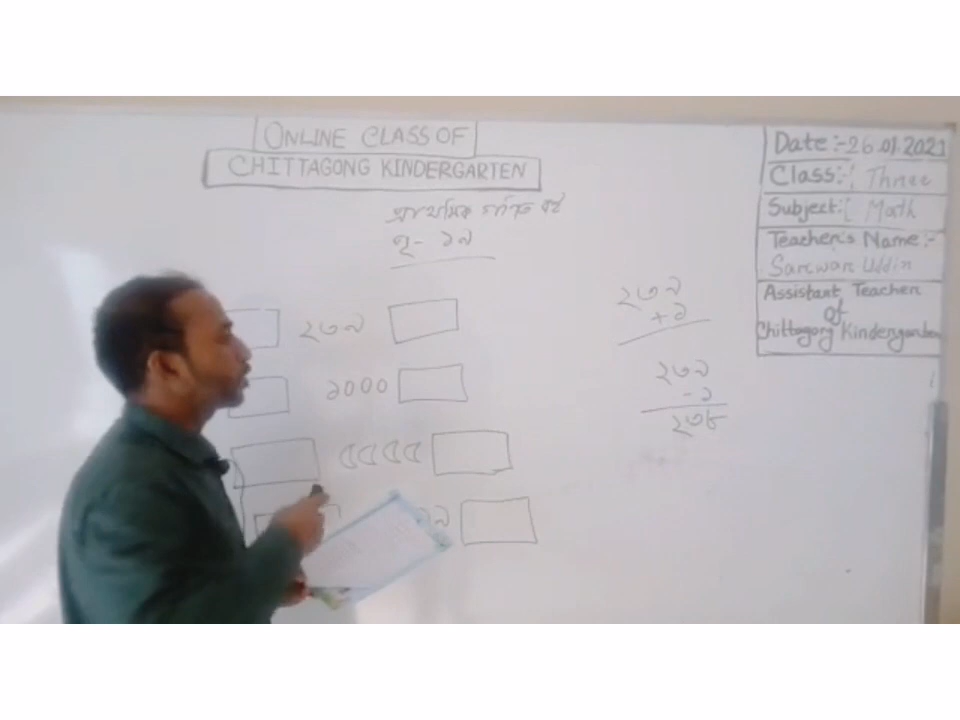 ONLINE CLASS OF
CHITTAGONG KINDERGARTEN
প্রাথমিক গণিত বই
পৃ- ১৯
২৩৯
১০০০
২৩৯
+ ১
২৩৯
- ১
২৩৮
Date:-26.01.2021
Class:-[ Three
Subject:[ Math
Teacher's Name:-
Sarwar Uddin
Assistant Teacher
of
Chittagong Kindergarten